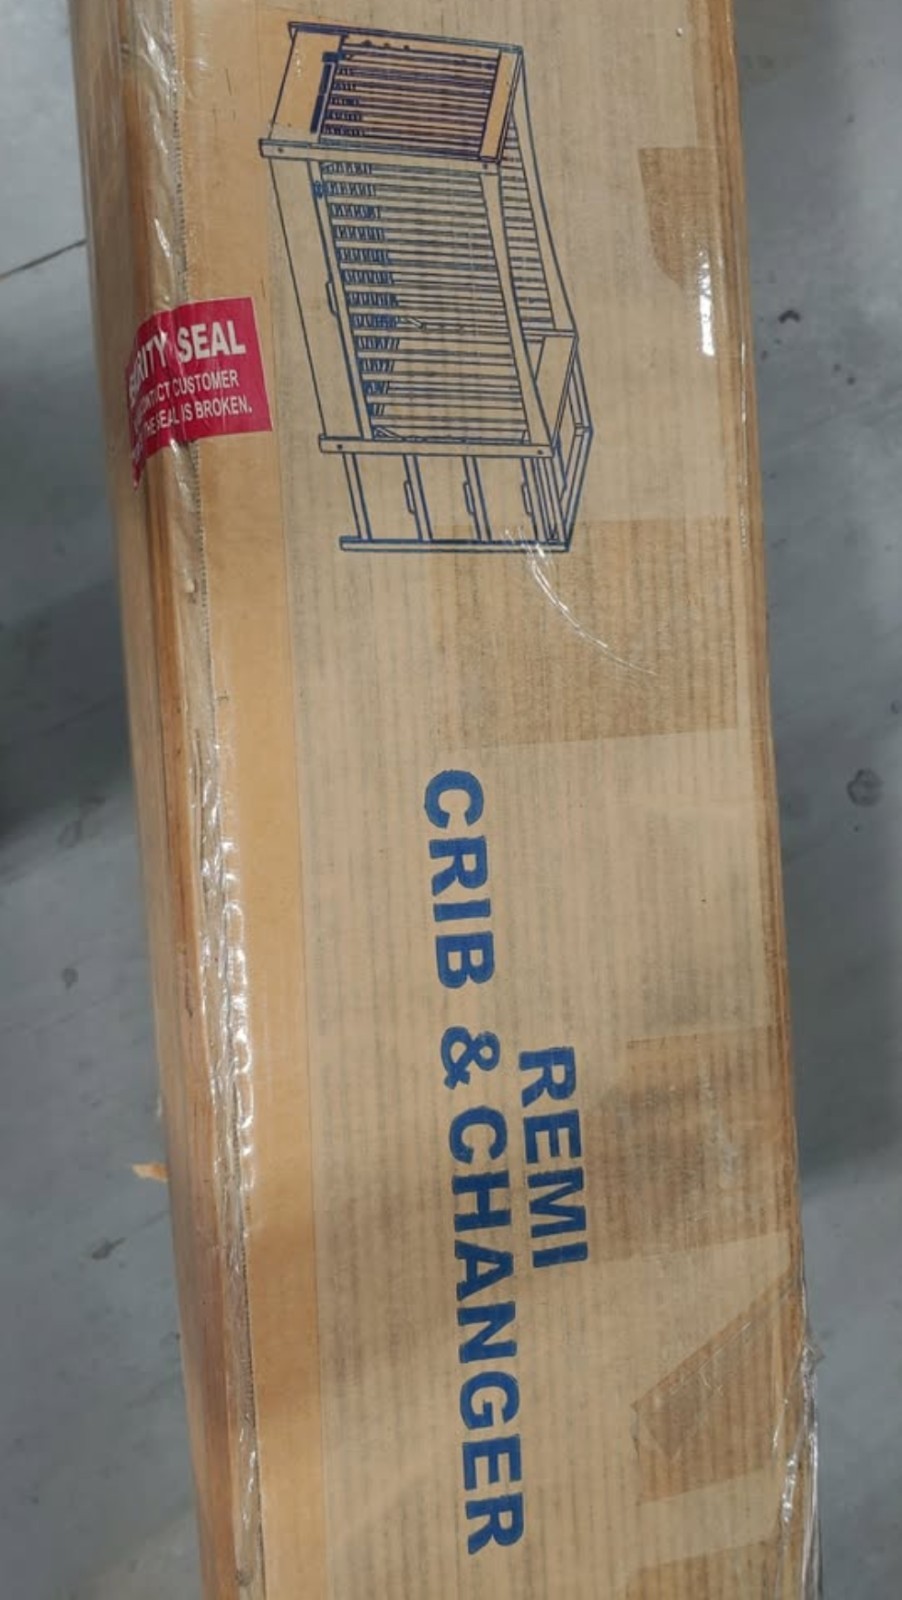 REMI
CRIB & CHANGER
SEAL
CUSTOMER
SEAL IS BROKEN.